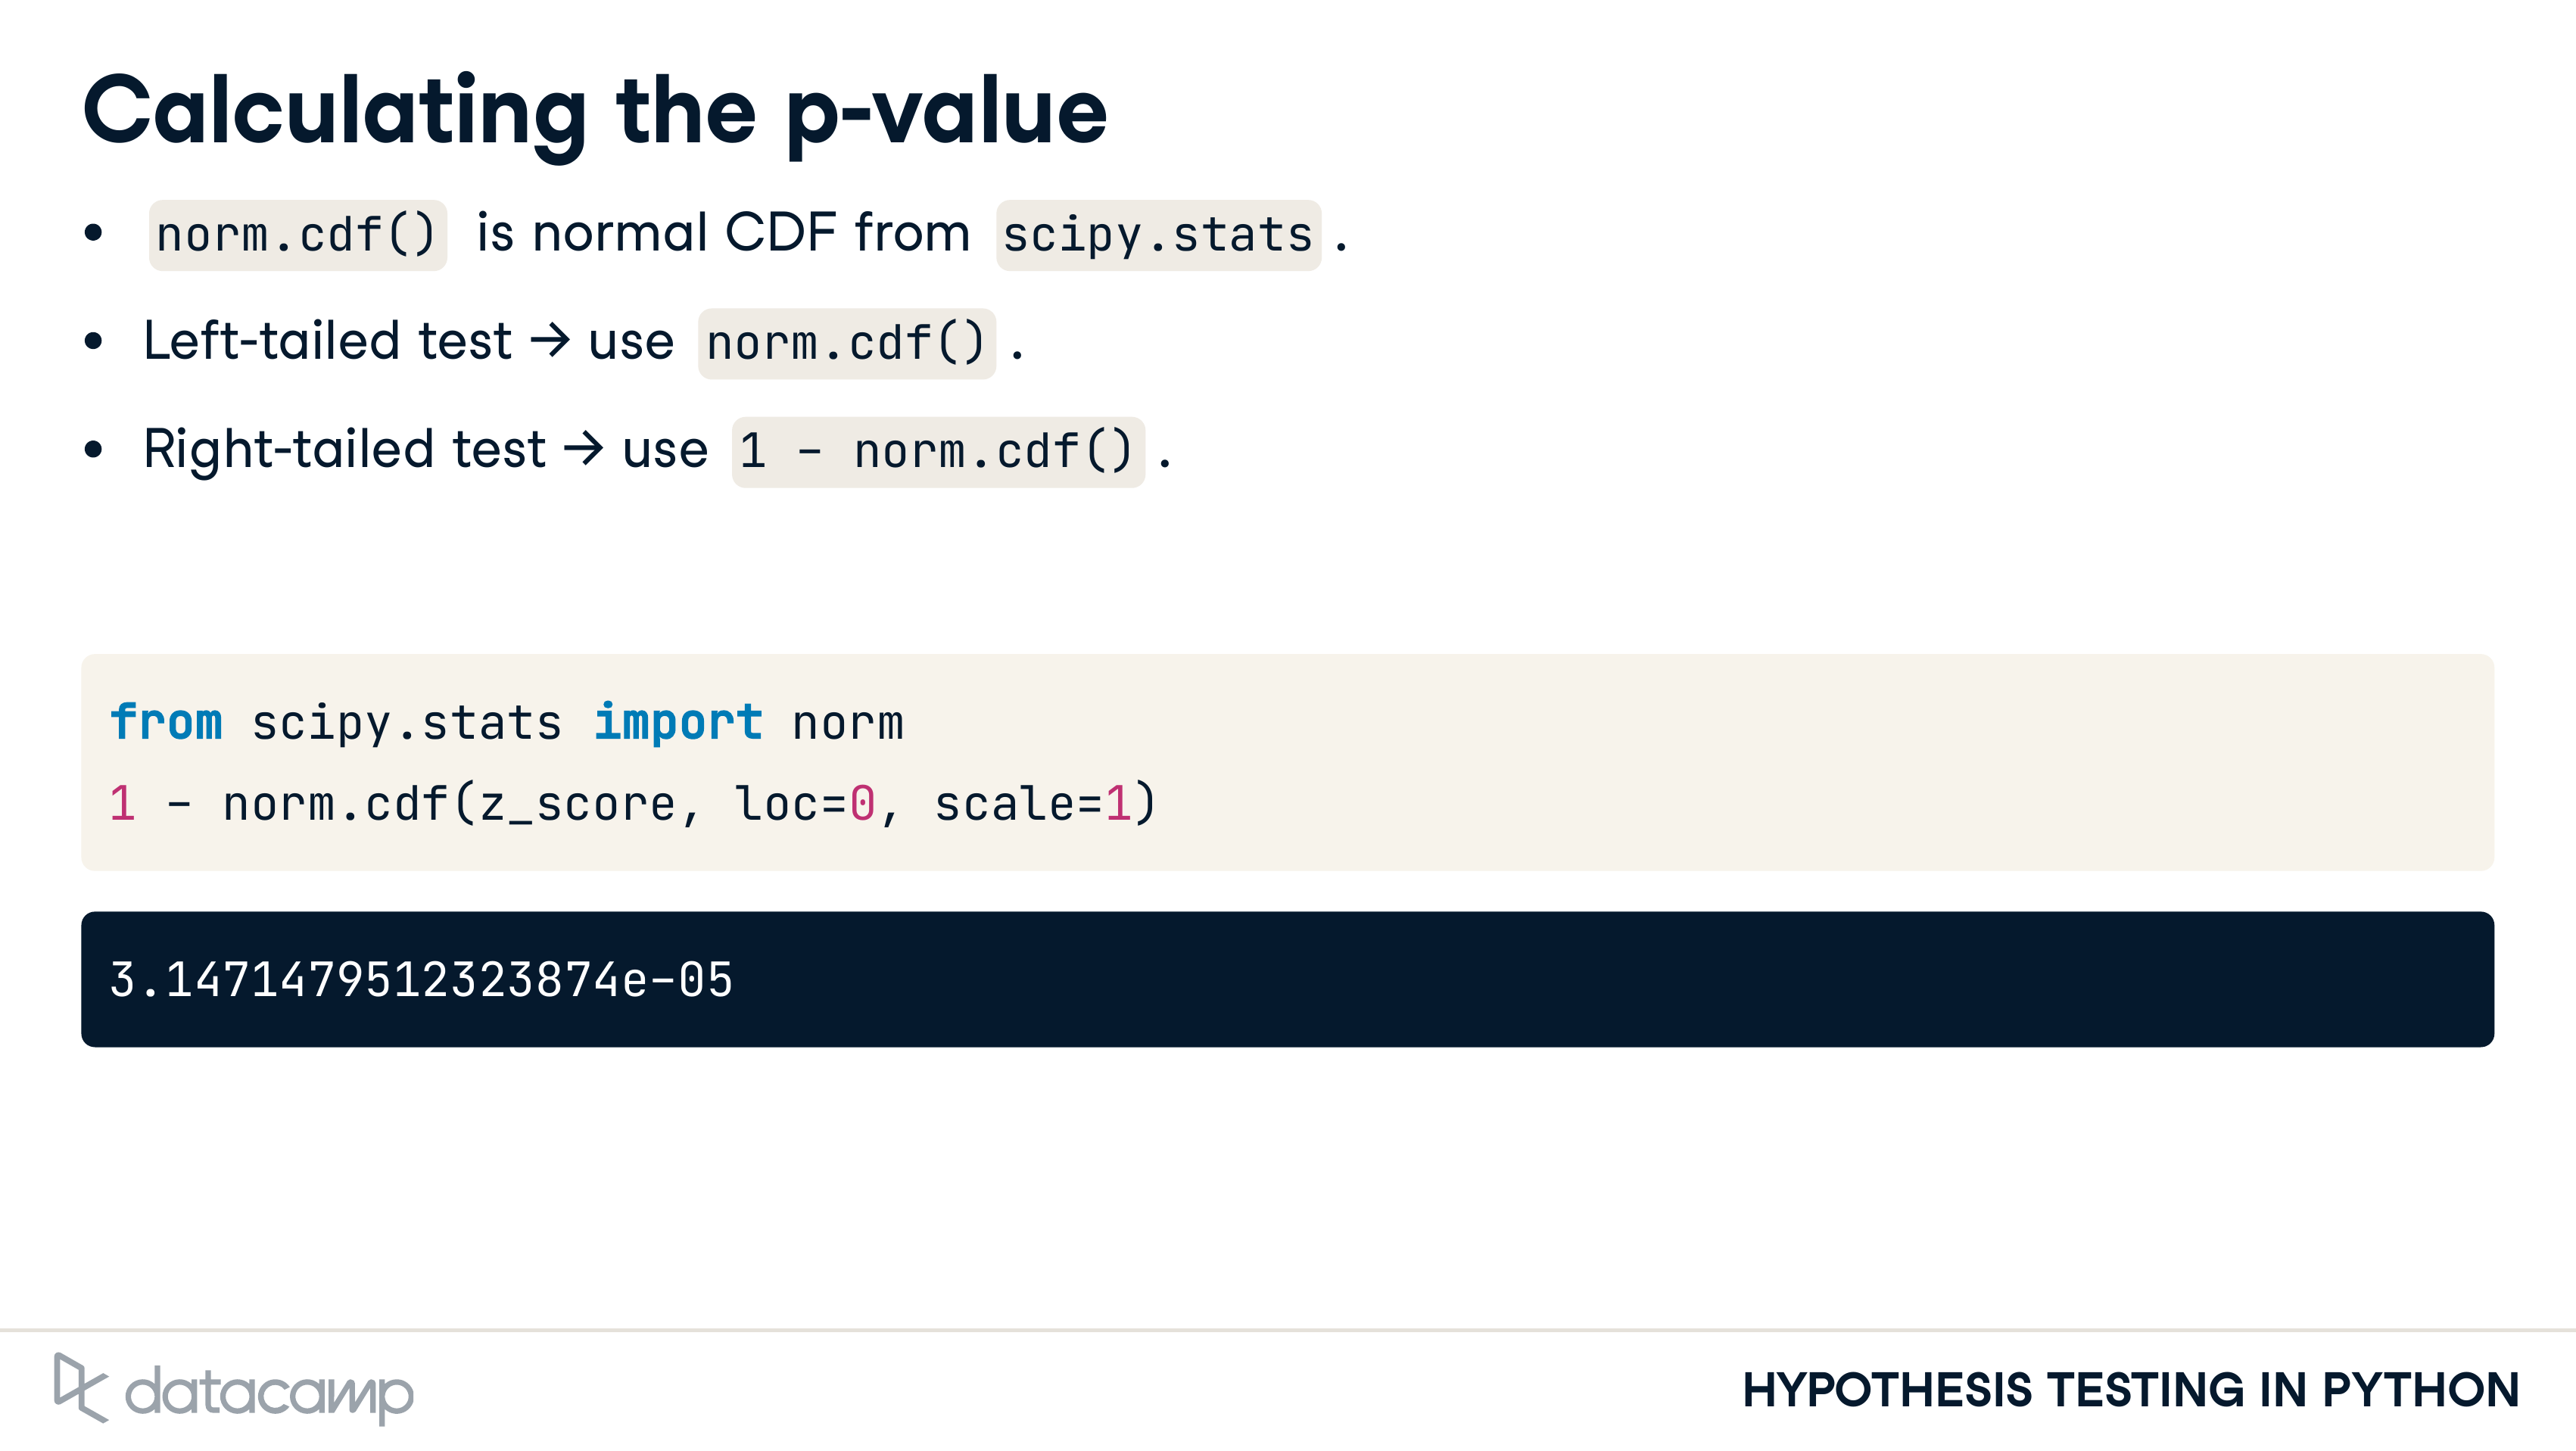 Calculating the p-value
• norm.cdf() is normal CDF from scipy.stats .
• Left-tailed test → use norm.cdf() .
• Right-tailed test → use 1 - norm.cdf() .
from scipy.stats import norm
1 - norm.cdf(z_score, loc=0, scale=1)
3.1471479512323874e-05
datacamp
HYPOTHESIS TESTING IN PYTHON